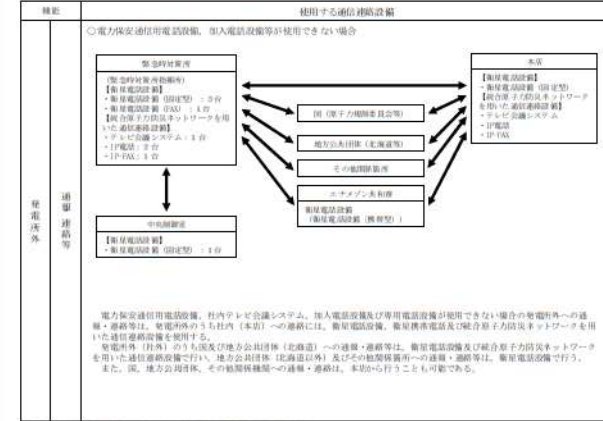 機能
使用する通信連絡設備
発電所外
通報連絡等
○電力保安通信用電話設備、加入電話設備等が使用できない場合
緊急時対策所
(緊急時対策所指揮所)
【衛星電話設備】
・衛星電話設備(固定型):3台
・衛星電話設備(FAX):1台
【統合原子力防災ネットワークを用
いた通信連絡設備】
・テレビ会議システム:1台
・IP電話:2台
・IP-FAX:1台
中央制御室
【衛星電話設備】
・衛星電話設備(固定型):1台
国(原子力規制委員会等)
地方公共団体(北海道等)
その他関係箇所
衛星電話設備
(衛星電話設備(携帯型))
本店
【衛星電話設備】
・衛星電話設備(固定型)
【統合原子力防災ネットワーク
を用いた通信連絡設備】
・テレビ会議システム
・IP電話
・IP-FAX
電力保安通信用電話設備、社内テレビ会議システム、加入電話設備及び専用電話設備が使用できない場合の発電所外への通
報・連絡等は、発電所外のうち社内(本店)への連絡には、衛星電話設備、衛星携帯電話及び統合原子力防災ネットワークを用
いた通信連絡設備を使用する。
発電所外(社外)のうち国及び地方公共団体(北海道)への通報・連絡等は、衛星電話設備及び統合原子力防災ネットワーク
を用いた通信連絡設備で行い、地方公共団体(北海道以外)及びその他関係箇所への通報・連絡等は、衛星電話設備で行う。
また、国、地方公共団体、その他関係機関への通報・連絡は、本店から行うことも可能である。